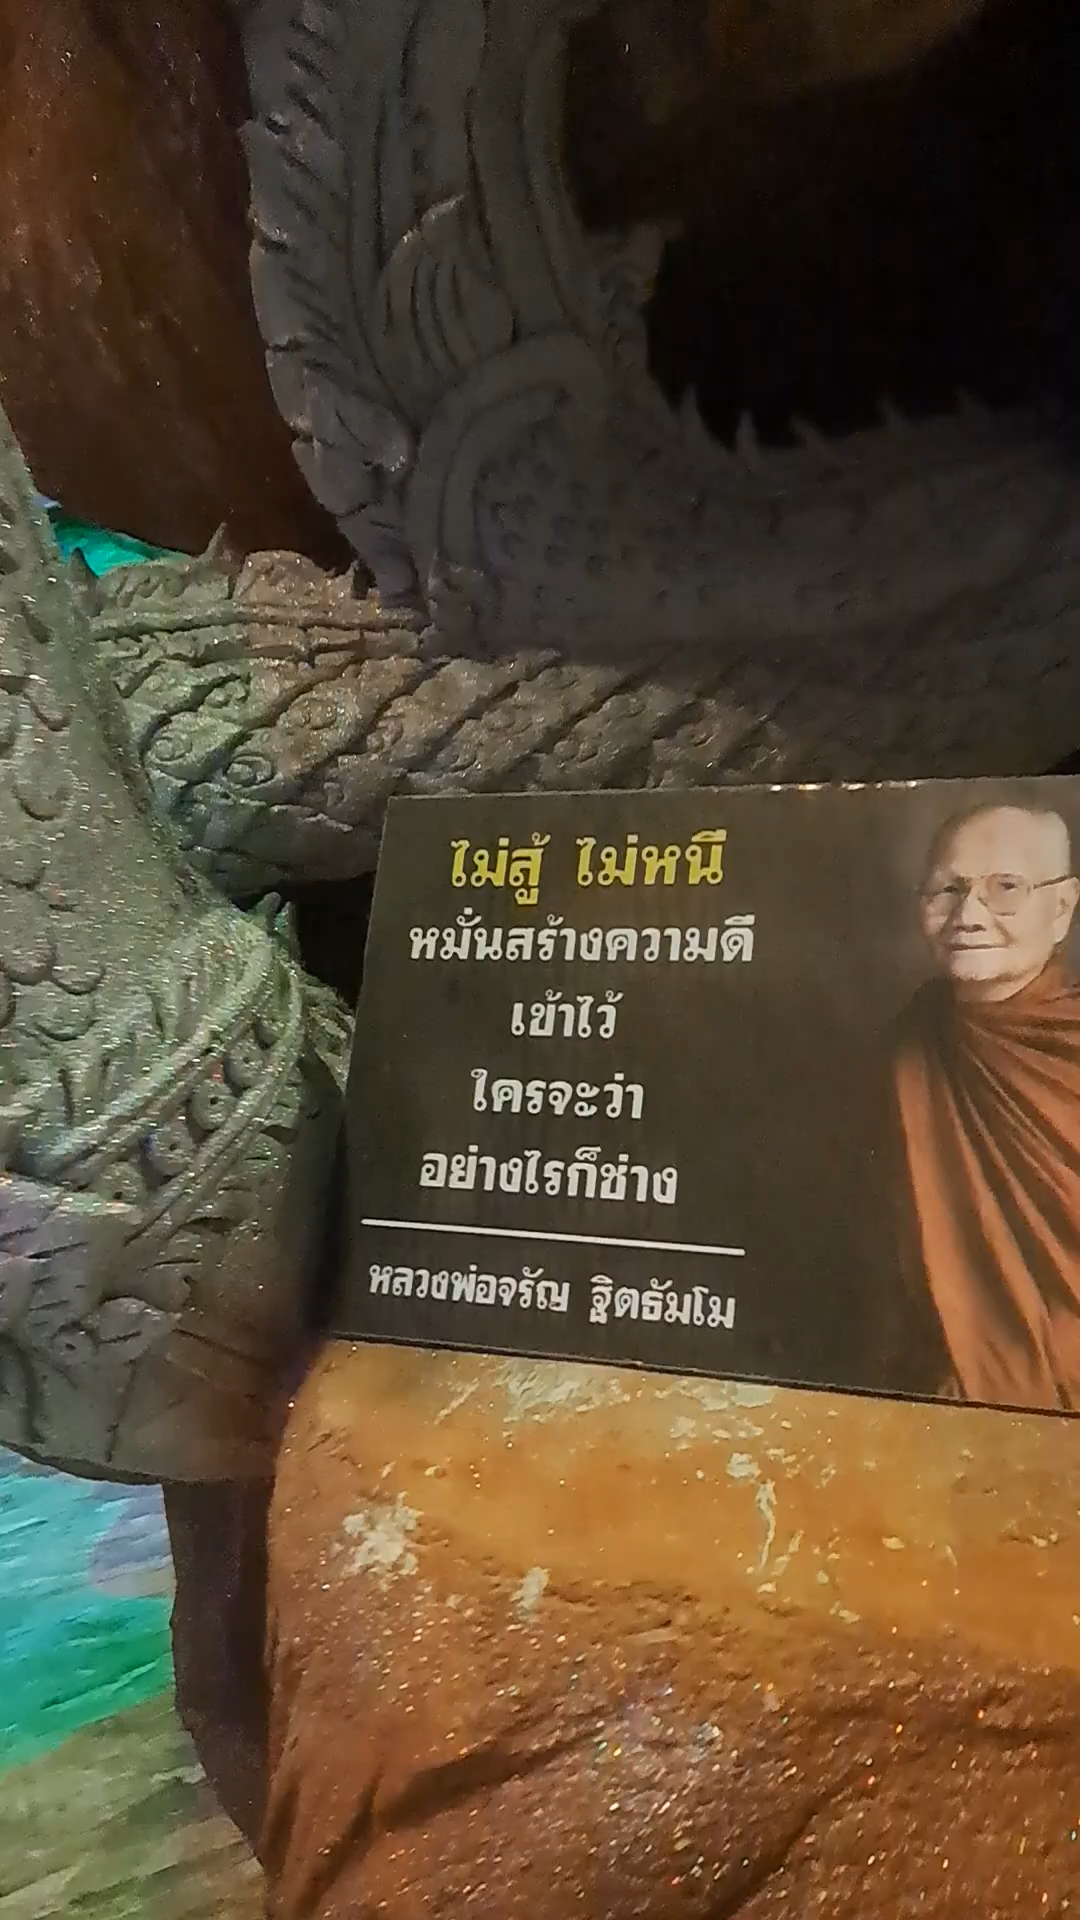 ไม่สู้ ไม่หนี
หมั่นสร้างความดี
เข้าไว้
ใครจะว่า
อย่างไรก็ช่าง
หลวงพ่อจรัญ ฐิตธัมโม